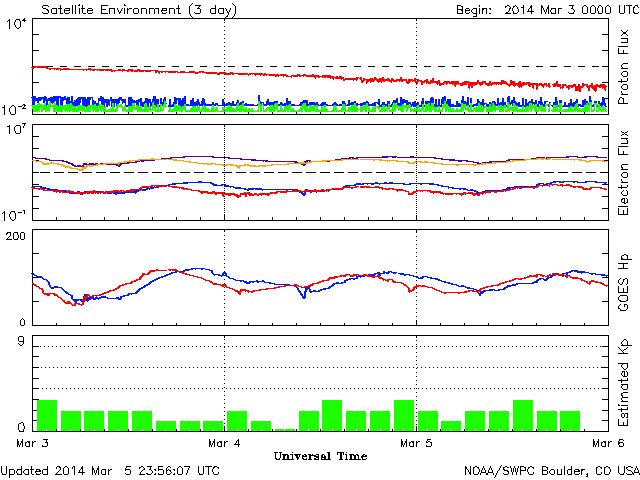 Satellite Environment (3 day) Begin: 2014 Mar 3 0000 UTC
10^4
10^-2
Proton Flux
10^7
10^-1
Electron Flux
200
0
GOES Hp
9
0
Estimated Kp
Mar 3 Mar 4 Mar 5 Mar 6
Universal Time
Updated 2014 Mar 5 23:56:07 UTC NOAA/SWPC Boulder, CO USA